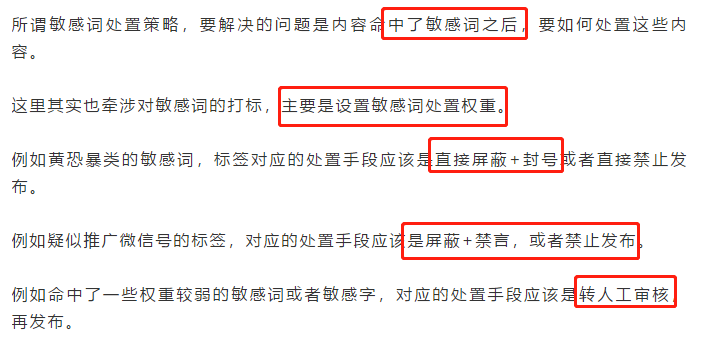 所谓敏感词处置策略，要解决的问题是内容命中了敏感词之后，要如何处置这些内
容。
这里其实也牵涉对敏感词的打标，主要是设置敏感词处置权重。
例如黄恐暴类的敏感词，标签对应的处置手段应该是直接屏蔽+封号或者直接禁止发
布。
例如疑似推广微信号的标签，对应的处置手段应该是屏蔽+禁言，或者禁止发布。
例如命中了一些权重较弱的敏感词或者敏感字，对应的处置手段应该是转人工审核，
再发布。